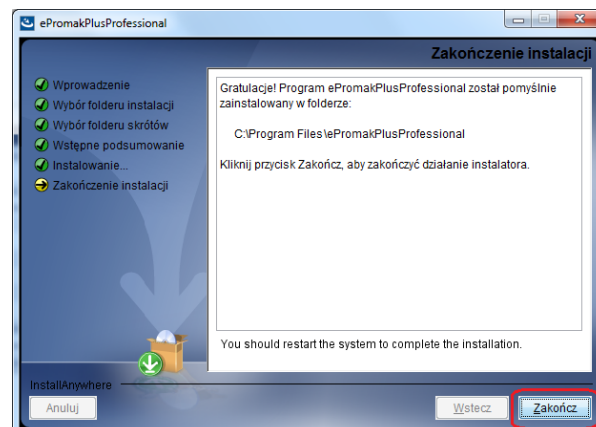 ePromakPlusProfessional
Zakończenie instalacji
Wprowadzenie
Wybór folderu instalacji
Wybór folderu skrótów
Wstępne podsumowanie
Instalowanie...
Zakończenie instalacji
Gratulacje! Program ePromakPlusProfessional został pomyślnie
zainstalowany w folderze:
C:\Program Files\ePromakPlusProfessional
Kliknij przycisk Zakończ, aby zakończyć działanie instalatora.
You should restart the system to complete the installation.
InstallAnywhere
Anuluj
Wstecz
Zakończ